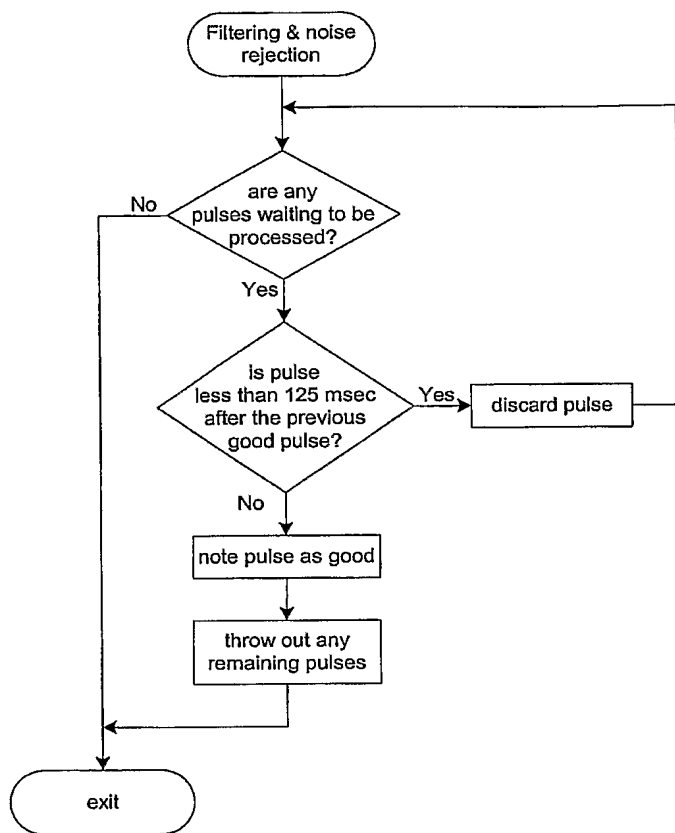 Filtering & noise
rejection
are any
pulses waiting to be
processed?
No
Yes
is pulse
less than 125 msec
after the previous
good pulse?
Yes
discard pulse
No
note pulse as good
throw out any
remaining pulses
exit